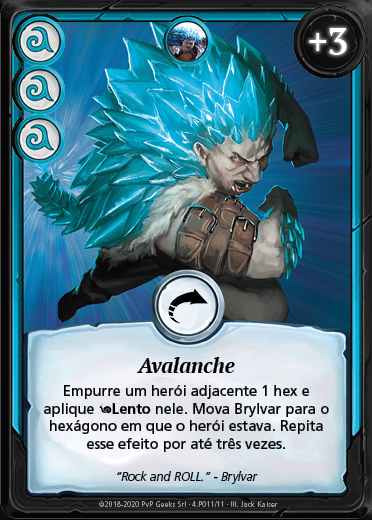 +3
Avalanche
Empurre um herói adjacente 1 hex e
aplique Lento nele. Mova Brylvar para o
hexágono em que o herói estava. Repita
esse efeito por até três vezes.
“Rock and ROLL.” - Brylvar
©2018-2020 PvP Geeks Srl · 4.P011/11 · Ill. Jack Kaiser